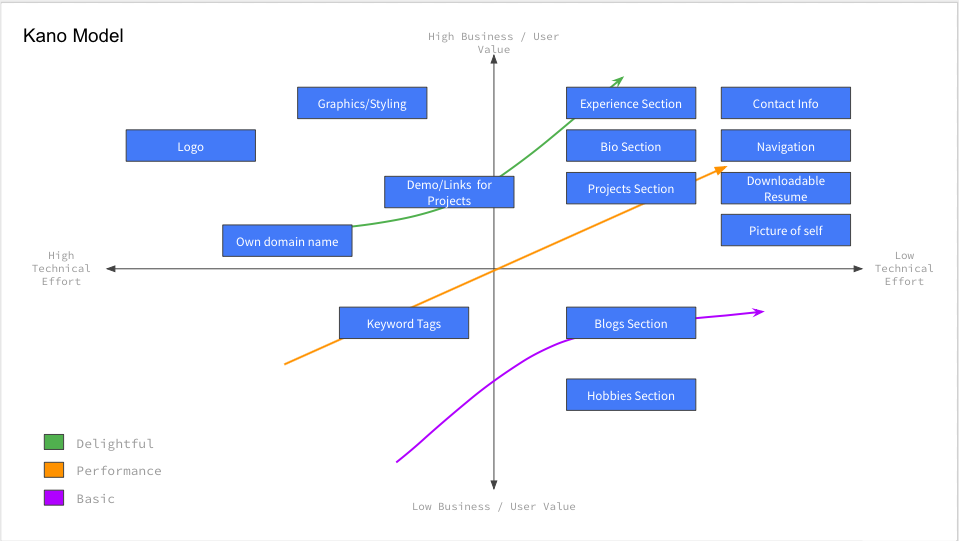 Kano Model
High Business / User
Value
Graphics/Styling
Experience Section
Contact Info
Logo
Bio Section
Navigation
Demo/Links for
Projects
Projects Section
Downloadable
Resume
Own domain name
Picture of self
High
Technical
Effort
Low
Technical
Effort
Keyword Tags
Blogs Section
Hobbies Section
Delightful
Performance
Basic
Low Business / User Value